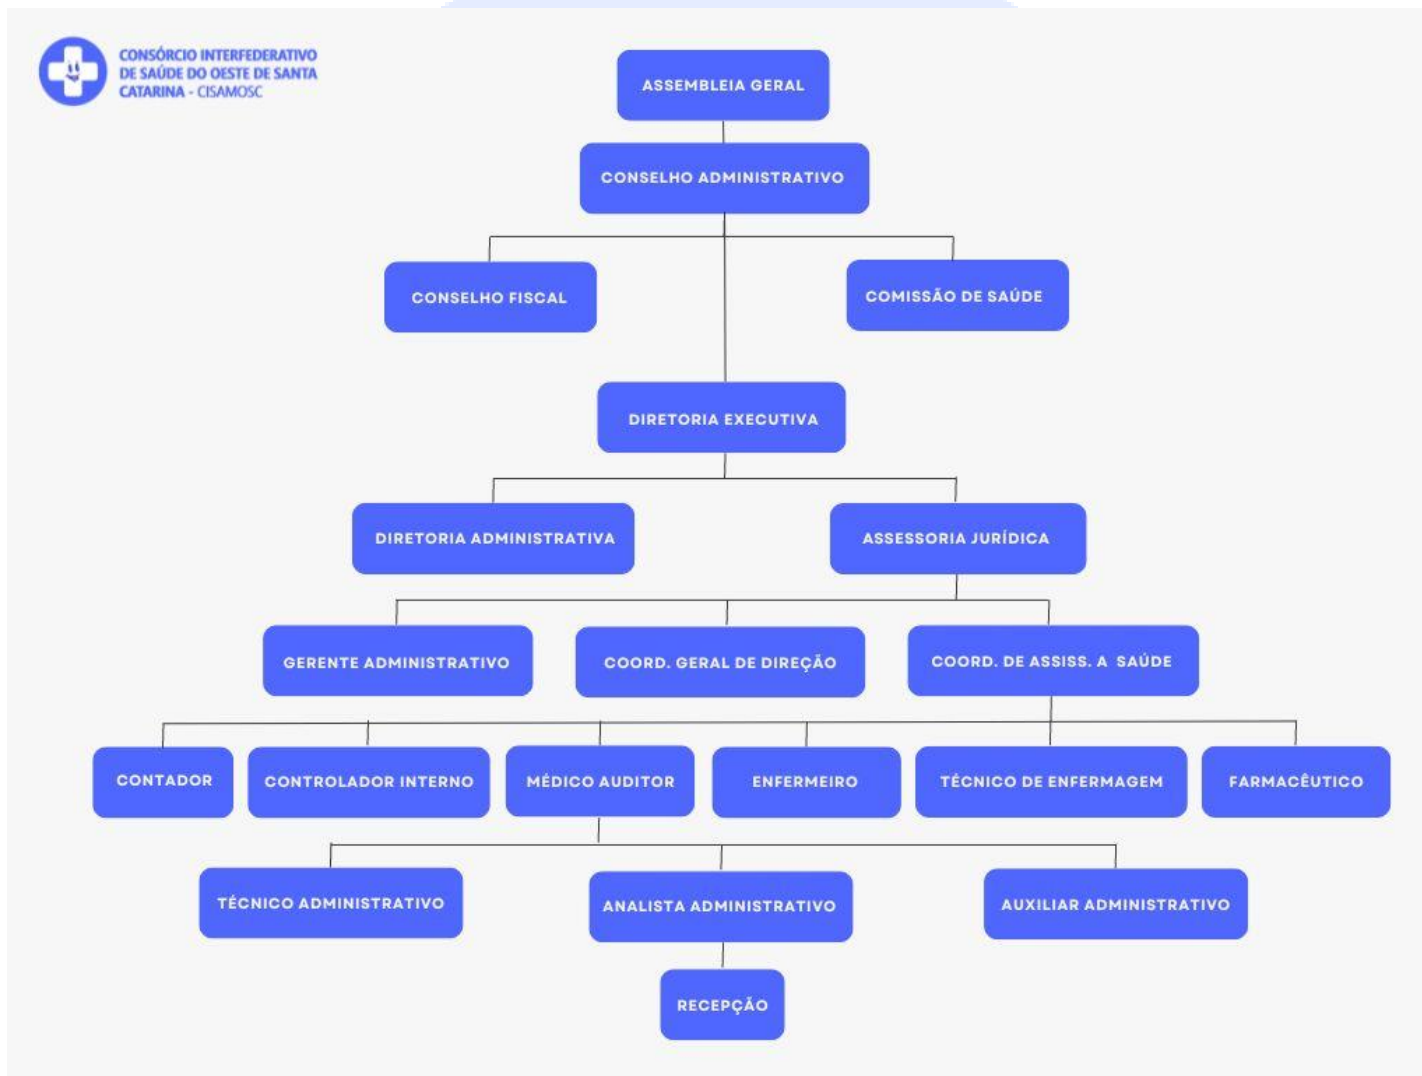 CONSÓRCIO INTERFEDERATIVO
DE SAÚDE DO OESTE DE SANTA
CATARINA - CISAMOSC
ASSEMBLEIA GERAL
CONSELHO ADMINISTRATIVO
CONSELHO FISCAL
COMISSÃO DE SAÚDE
DIRETORIA EXECUTIVA
DIRETORIA ADMINISTRATIVA
ASSESSORIA JURÍDICA
GERENTE ADMINISTRATIVO
COORD. GERAL DE DIREÇÃO
COORD. DE ASSISS. A SAÚDE
CONTADOR
CONTROLADOR INTERNO
MÉDICO AUDITOR
ENFERMEIRO
TÉCNICO DE ENFERMAGEM
FARMACÊUTICO
TÉCNICO ADMINISTRATIVO
ANALISTA ADMINISTRATIVO
AUXILIAR ADMINISTRATIVO
RECEPÇÃO